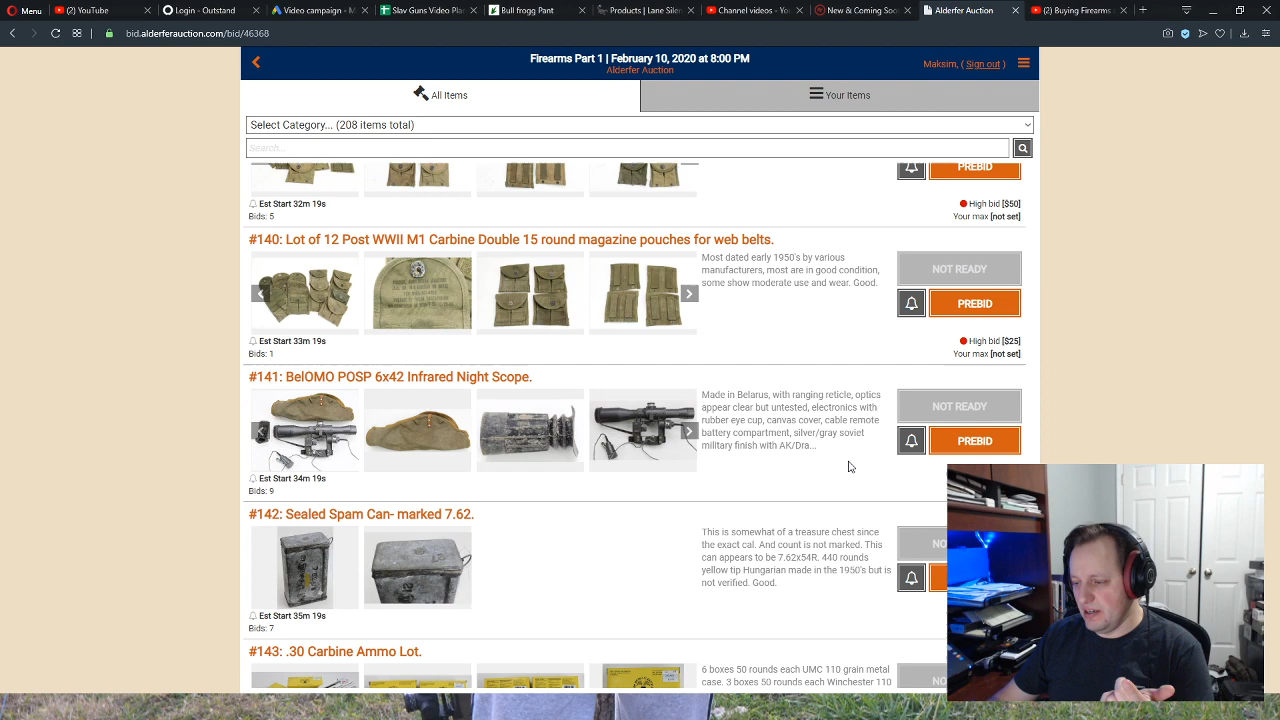 Menu
(2) YouTube
Login - Outstand
Video campaign - M
Slav Guns Video Plan
Bull frogg Pant
Products | Lane Silen
Channel videos - Yo
New & Coming Soo
Alderfer Auction
(2) Buying Firearms
bid.alderferauction.com/bid/46368
Firearms Part 1 | February 10, 2020 at 8:00 PM
Alderfer Auction
Maksim, ( Sign out )
All Items
Your Items
Select Category... (208 items total)
Search...
PREBID
Est Start 32m 19s
Bids: 5
High bid [$50]
Your max [not set]
#140: Lot of 12 Post WWII M1 Carbine Double 15 round magazine pouches for web belts.
Most dated early 1950's by various
manufacturers, most are in good condition,
some show moderate use and wear. Good.
NOT READY
PREBID
Est Start 33m 19s
Bids: 1
High bid [$25]
Your max [not set]
#141: BelOMO POSP 6x42 Infrared Night Scope.
Made in Belarus, with ranging reticle, optics
appear clear but untested, electronics with
rubber eye cup, canvas cover, cable remote
battery compartment, silver/gray soviet
military finish with AK/Dra...
NOT READY
PREBID
Est Start 34m 19s
Bids: 9
#142: Sealed Spam Can- marked 7.62.
This is somewhat of a treasure chest since
the exact cal. And count is not marked. This
can appears to be 7.62x54R. 440 rounds
yellow tip Hungarian made in the 1950's but is
not verified. Good.
NO
Est Start 35m 19s
Bids: 7
#143: .30 Carbine Ammo Lot.
6 boxes 50 rounds each UMC 110 grain metal
case. 3 boxes 50 rounds each Winchester 110
NO